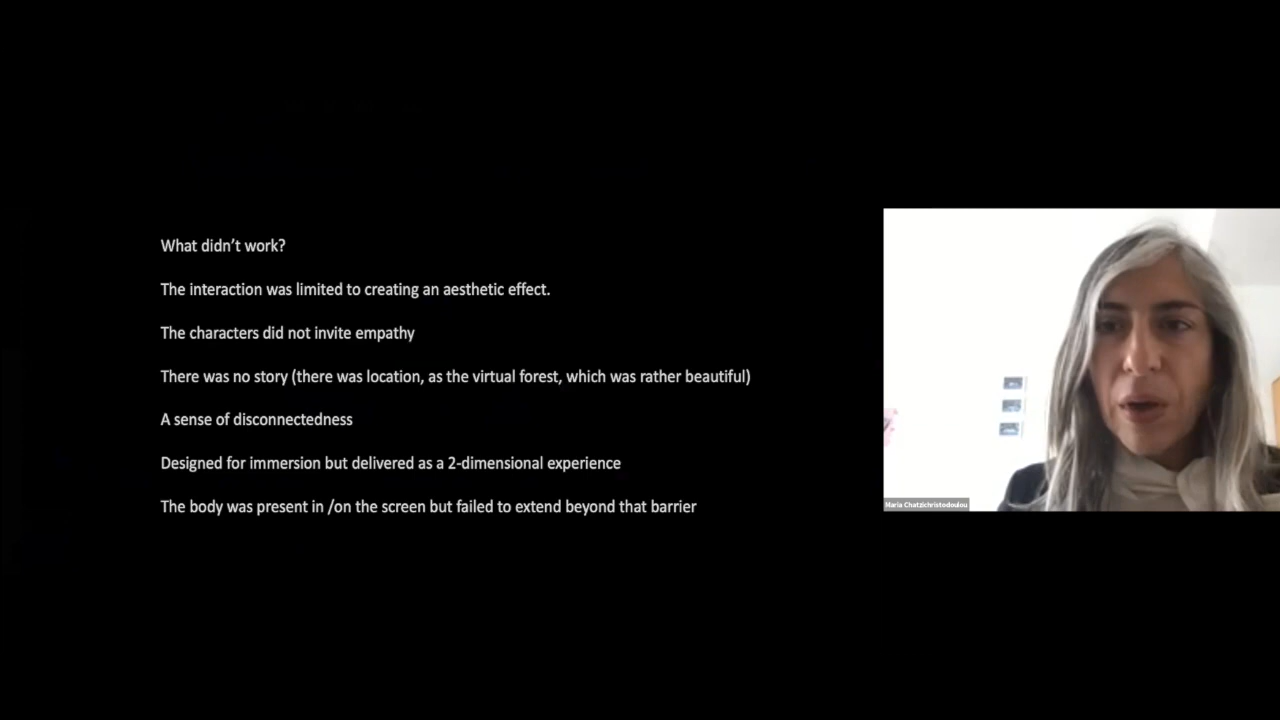 What didn’t work?
The interaction was limited to creating an aesthetic effect.
The characters did not invite empathy
There was no story (there was location, as the virtual forest, which was rather beautiful)
A sense of disconnectedness
Designed for immersion but delivered as a 2-dimensional experience
The body was present in /on the screen but failed to extend beyond that barrier
Maria Chatzichristodoulou